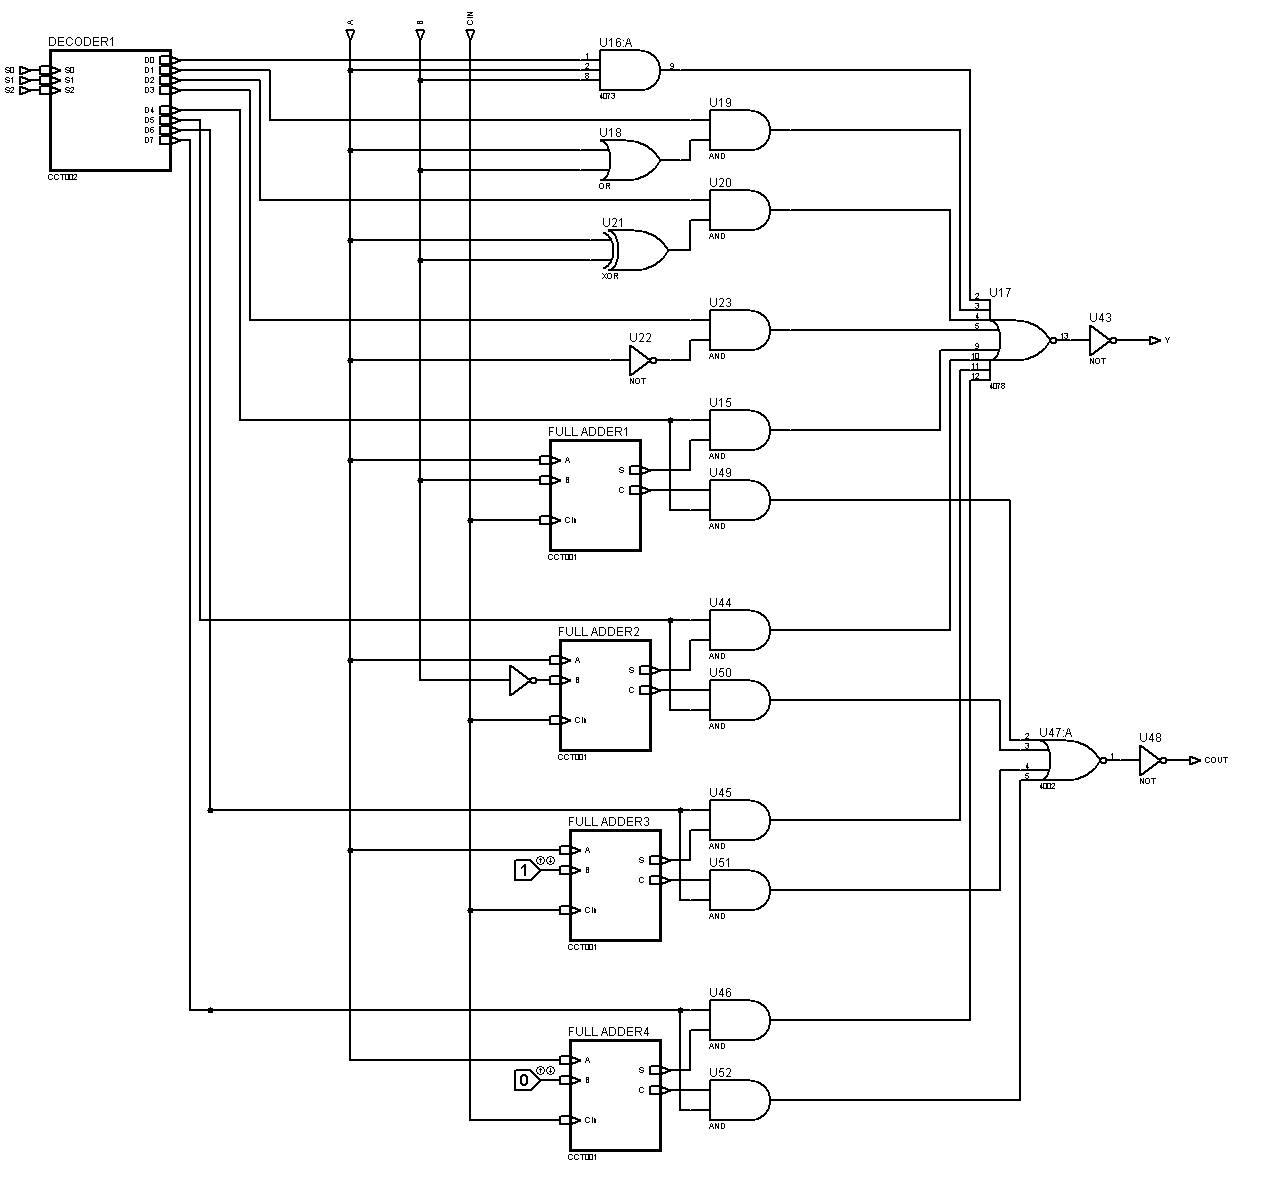 A
B
CIN
DECODER1
S0
S1
S2
S0
S1
S2
D0
D1
D2
D3
D4
D5
D6
D7
CCT002
U16:A
1
2
8
9
4073
U19
AND
U18
OR
U20
AND
U21
XOR
U23
AND
U22
NOT
U17
2
3
4
5
9
10
11
12
13
4078
U43
NOT
Y
U15
AND
FULL ADDER1
A
B
CIn
S
C
CCT001
U49
AND
U44
AND
FULL ADDER2
A
B
CIn
S
C
CCT001
U50
AND
U47:A
2
3
4
5
1
4002
U48
NOT
COUT
U45
AND
FULL ADDER3
A
B
CIn
S
C
1
CCT001
U51
AND
U46
AND
FULL ADDER4
A
B
CIn
S
C
0
CCT001
U52
AND